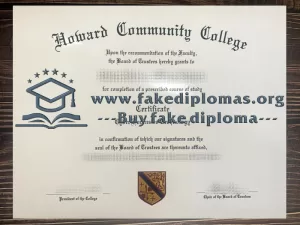 Howard Community College
Upon the recommendation of the Faculty,
the Board of Trustees hereby grants to
for completion of a prescribed course of study
www.fakediplomas.org
Certificate
---Buy fake diploma---
in confirmation of which our signatures and the
seal of the Board of Trustees are hereunto affixed,
President of the College
Chair of the Board of Trustees